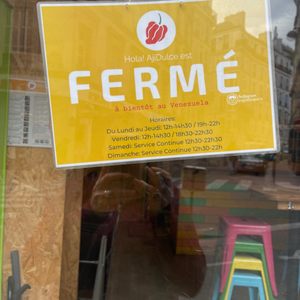 Hola! AjiDulce est
FERMÉ
À bientôt au Venezuela
Horaires:
Du Lundi au Jeudi: 12h-14h30 / 19h-22h
Vendredi: 12h-14h30 / 18h30-22h30
Samedi: Service Continue 12h30-22h30
Dimanche: Service Continue 12h30-22h